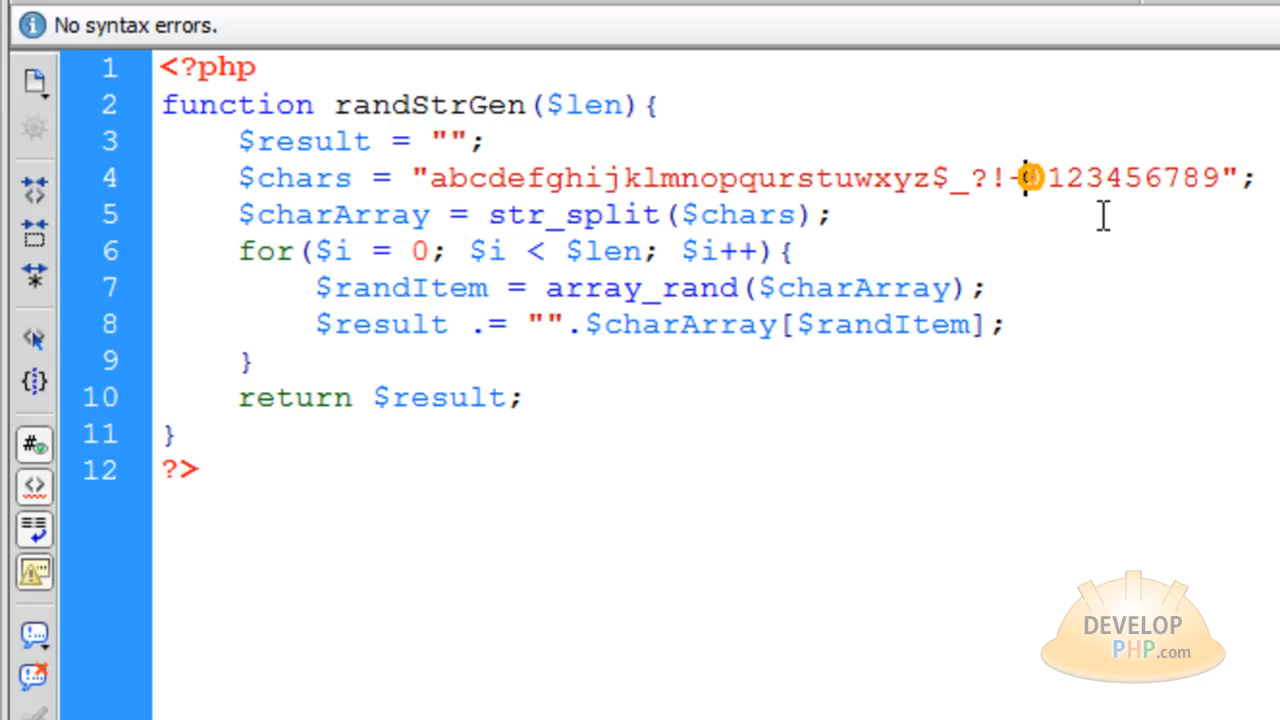 No syntax errors.
1 <?php
2 function randStrGen($len){
3 $result = "";
4 $chars = "abcdefghijklmnopqurstuwxyz$_?!-0123456789";
5 $charArray = str_split($chars);
6 for($i = 0; $i < $len; $i++){
7 $randItem = array_rand($charArray);
8 $result .= "".$charArray[$randItem];
9 }
10 return $result;
11 }
12 ?>
DEVELOP
PHP.com